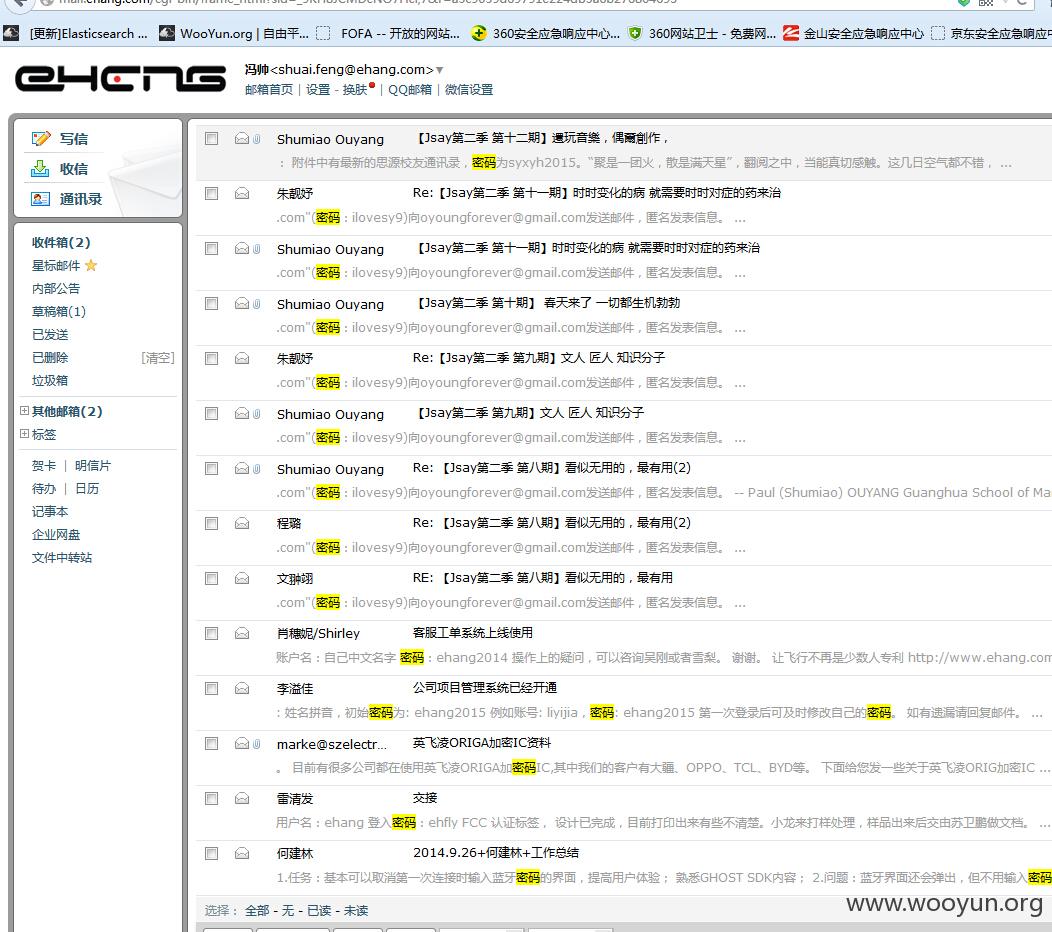 [更新]Elasticsearch ... WooYun.org | 自由平... FOFA -- 开放的网站... 360安全应急响应中心... 360网站卫士 - 免费网... 金山安全应急响应中心 京东安全应急响应中
EHANG 冯帅<shuai.feng@ehang.com>
邮箱首页 | 设置 - 换肤 | QQ邮箱 | 微信设置
写信
收信
通讯录
收件箱(2)
星标邮件
内部公告
草稿箱(1)
已发送
已删除 [清空]
垃圾箱
其他邮箱(2)
标签
贺卡 | 明信片
待办 | 日历
记事本
企业网盘
文件中转站
Shumiao Ouyang 【Jsay第二季 第十二期】邊玩音樂，偶爾創作，
：附件中有最新的思源校友通讯录，密码为syxyh2015。“聚是一团火，散是满天星”，翻阅之中，当能真切感触。这几日空气都不错， ...
朱靓妤 Re:【Jsay第二季 第十一期】时时变化的病 就需要时时对症的药来治
.com"(密码：ilovesy9)向oyoungforever@gmail.com发送邮件，匿名发表信息。 ...
Shumiao Ouyang 【Jsay第二季 第十一期】时时变化的病 就需要时时对症的药来治
.com"(密码：ilovesy9)向oyoungforever@gmail.com发送邮件，匿名发表信息。 ...
Shumiao Ouyang 【Jsay第二季 第十期】 春天来了 一切都生机勃勃
.com"(密码：ilovesy9)向oyoungforever@gmail.com发送邮件，匿名发表信息。 ...
朱靓妤 Re:【Jsay第二季 第九期】文人 匠人 知识分子
.com"(密码：ilovesy9)向oyoungforever@gmail.com发送邮件，匿名发表信息。 ...
Shumiao Ouyang 【Jsay第二季 第九期】文人 匠人 知识分子
.com"(密码：ilovesy9)向oyoungforever@gmail.com发送邮件，匿名发表信息。 ...
Shumiao Ouyang Re: 【Jsay第二季 第八期】看似无用的，最有用(2)
.com"(密码：ilovesy9)向oyoungforever@gmail.com发送邮件，匿名发表信息。 -- Paul (Shumiao) OUYANG Guanghua School of Ma
程璐 Re: 【Jsay第二季 第八期】看似无用的，最有用(2)
.com"(密码：ilovesy9)向oyoungforever@gmail.com发送邮件，匿名发表信息。 ...
文翀翊 RE: 【Jsay第二季 第八期】看似无用的，最有用
.com"(密码：ilovesy9)向oyoungforever@gmail.com发送邮件，匿名发表信息。 ...
肖穗妮/Shirley 客服工单系统上线使用
账户名：自己中文名字 密码：ehang2014 操作上的疑问，可以咨询吴刚或者雪梨。 谢谢。 让飞行不再是少数人专利 http://www.ehang.com
李溢佳 公司项目管理系统已经开通
: 姓名拼音，初始密码为: ehang2015 例如账号: liyijia，密码: ehang2015 第一次登录后可及时修改自己的密码。 如有遗漏请回复邮件。 ...
marke@szelectr... 英飞凌ORIGA加密IC资料
。 目前有很多公司都在使用英飞凌ORIGA加密码IC,其中我们的客户有大疆、OPPO、TCL、BYD等。 下面给您发一些关于英飞凌ORIG加密IC ...
雷清发 交接
用户名：ehang 登入密码：ehfly FCC 认证标签， 设计已完成，目前打印出来有些不清楚。小龙来打样处理，样品出来后交由苏卫鹏做文档。 ...
何建林 2014.9.26+何建林+工作总结
1.任务：基本可以取消第一次连接时输入蓝牙密码的界面，提高用户体验； 熟悉GHOST SDK内容； 2.问题：蓝牙界面还会弹出，但不用输入密码
选择： 全部 - 无 - 已读 - 未读
www.wooyun.org